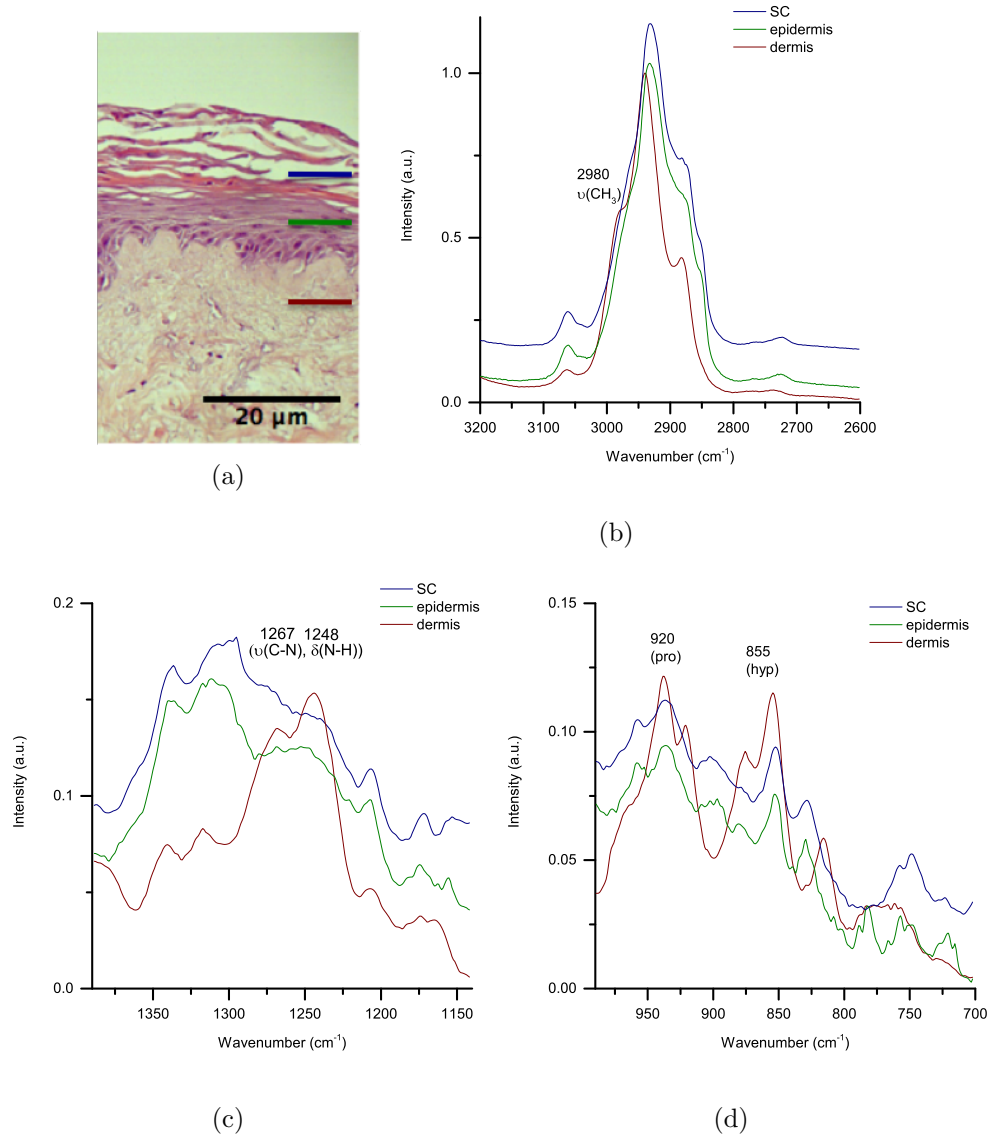 20 µm
(a)
SC
epidermis
dermis
1.0
0.5
0.0
2980
υ(CH₃)
Intensity (a.u.)
3200 3100 3000 2900 2800 2700 2600
Wavenumber (cm⁻¹)
(b)
SC
epidermis
dermis
0.2
0.1
0.0
1267 1248
(υ(C-N), δ(N-H))
Intensity (a.u.)
1350 1300 1250 1200 1150
Wavenumber (cm⁻¹)
(c)
SC
epidermis
dermis
0.15
0.10
0.05
0.00
920
(pro)
855
(hyp)
Intensity (a.u.)
950 900 850 800 750 700
Wavenumber (cm⁻¹)
(d)